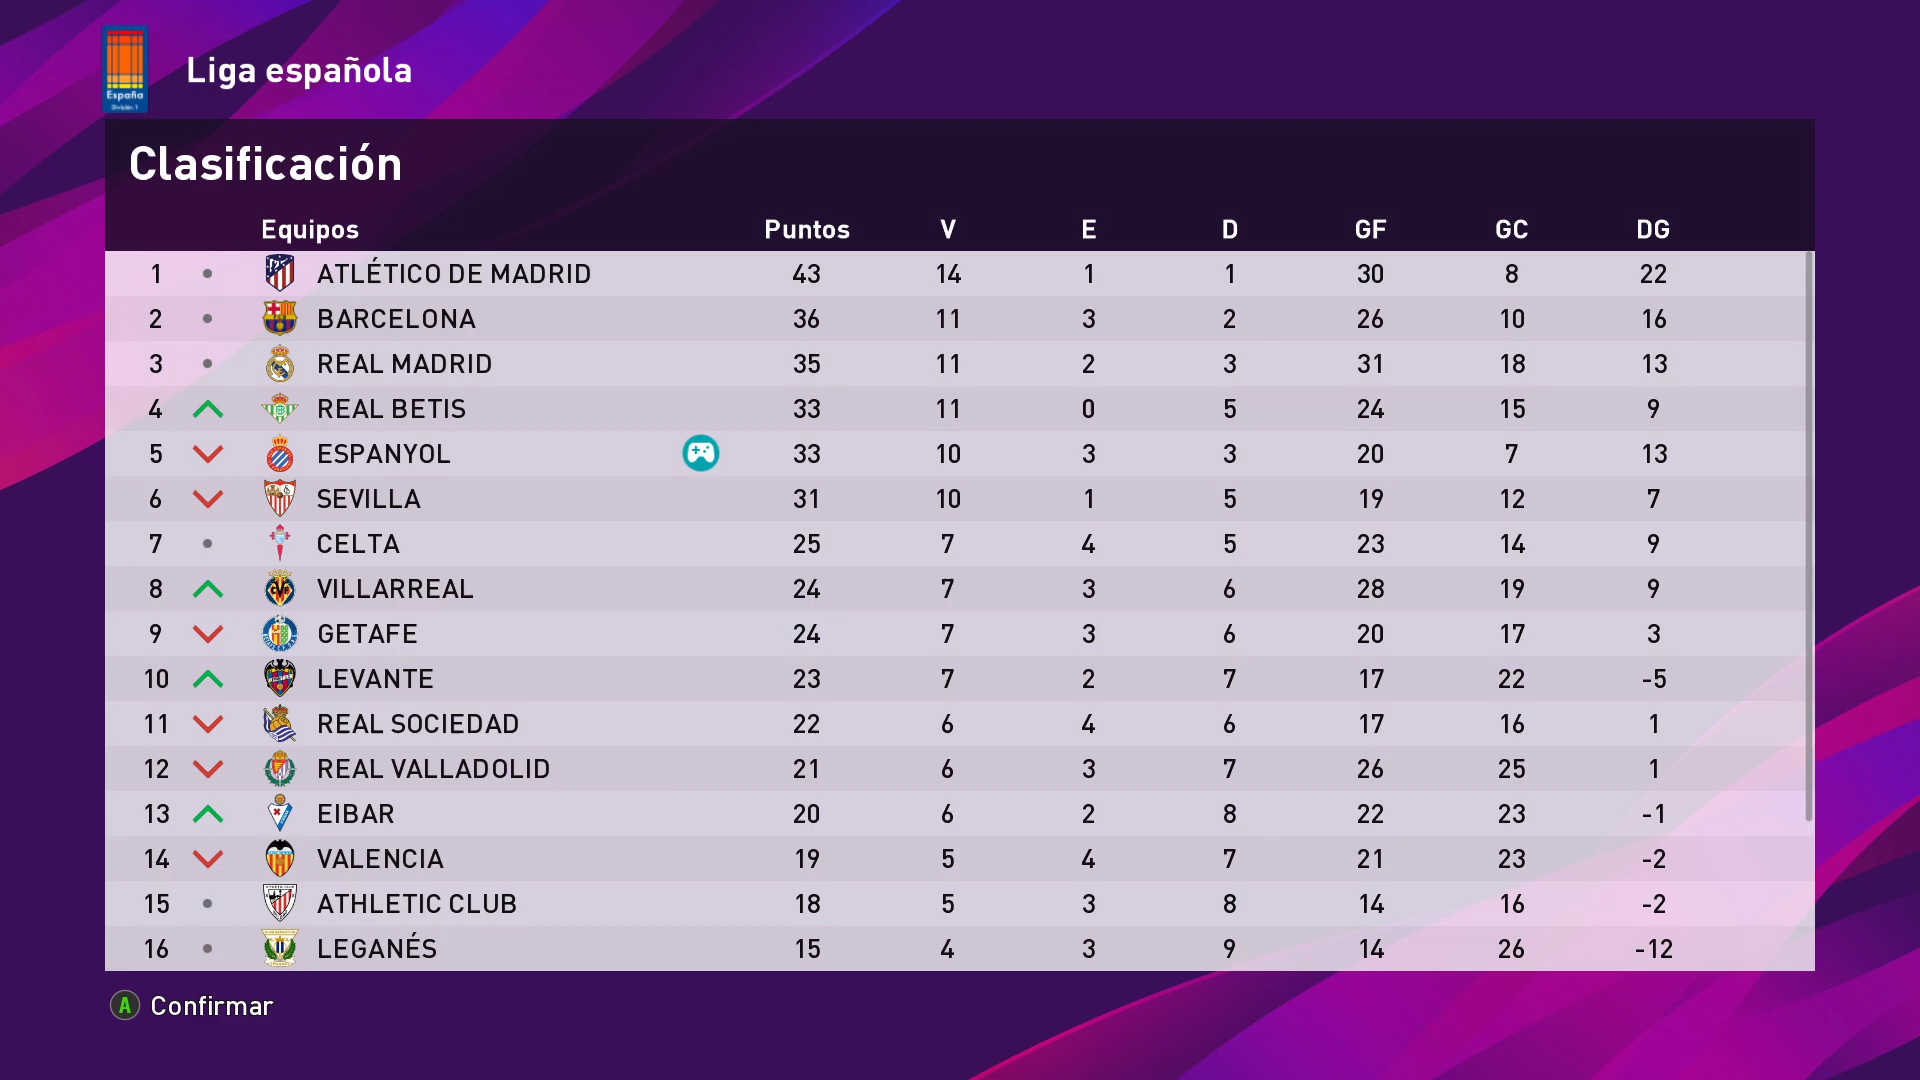 España
División 1
Liga española
Clasificación
Equipos Puntos V E D GF GC DG
1 ATLÉTICO DE MADRID 43 14 1 1 30 8 22
2 BARCELONA 36 11 3 2 26 10 16
3 REAL MADRID 35 11 2 3 31 18 13
4 REAL BETIS 33 11 0 5 24 15 9
5 ESPANYOL 33 10 3 3 20 7 13
6 SEVILLA 31 10 1 5 19 12 7
7 CELTA 25 7 4 5 23 14 9
8 VILLARREAL 24 7 3 6 28 19 9
9 GETAFE 24 7 3 6 20 17 3
10 LEVANTE 23 7 2 7 17 22 -5
11 REAL SOCIEDAD 22 6 4 6 17 16 1
12 REAL VALLADOLID 21 6 3 7 26 25 1
13 EIBAR 20 6 2 8 22 23 -1
14 VALENCIA 19 5 4 7 21 23 -2
15 ATHLETIC CLUB 18 5 3 8 14 16 -2
16 LEGANÉS 15 4 3 9 14 26 -12
A Confirmar